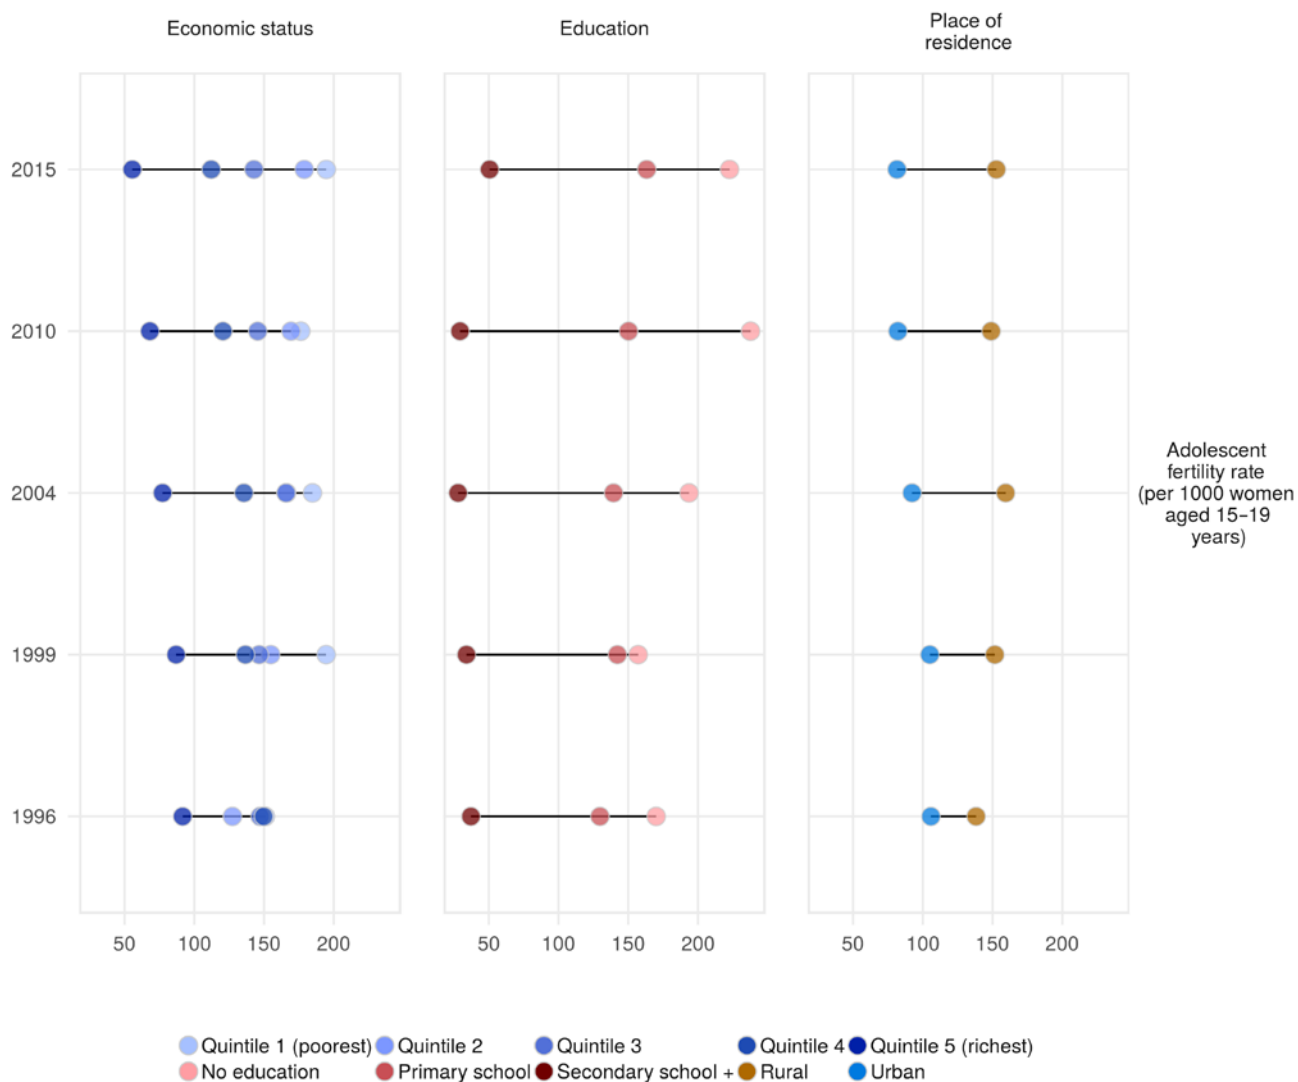 Economic status
Education
Place of
residence
2015
2010
2004
1999
1996
Adolescent
fertility rate
(per 1000 women
aged 15–19
years)
50 100 150 200
50 100 150 200
50 100 150 200
Quintile 1 (poorest) Quintile 2 Quintile 3 Quintile 4 Quintile 5 (richest)
No education Primary school Secondary school + Rural Urban